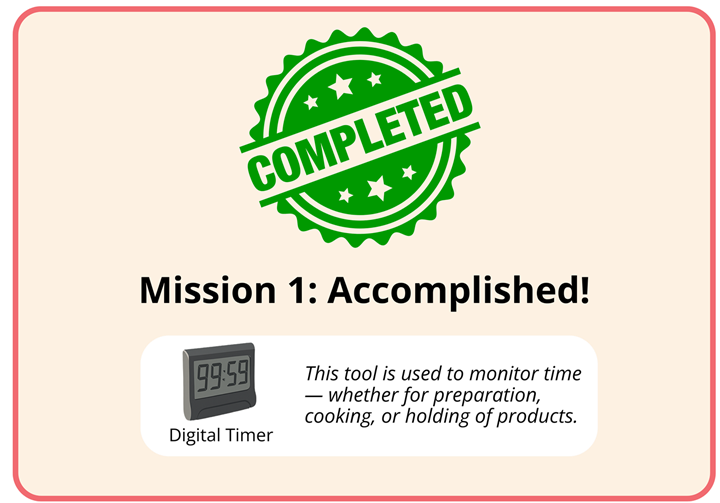 COMPLETED
Mission 1: Accomplished!
99:59
Digital Timer
This tool is used to monitor time
— whether for preparation,
cooking, or holding of products.